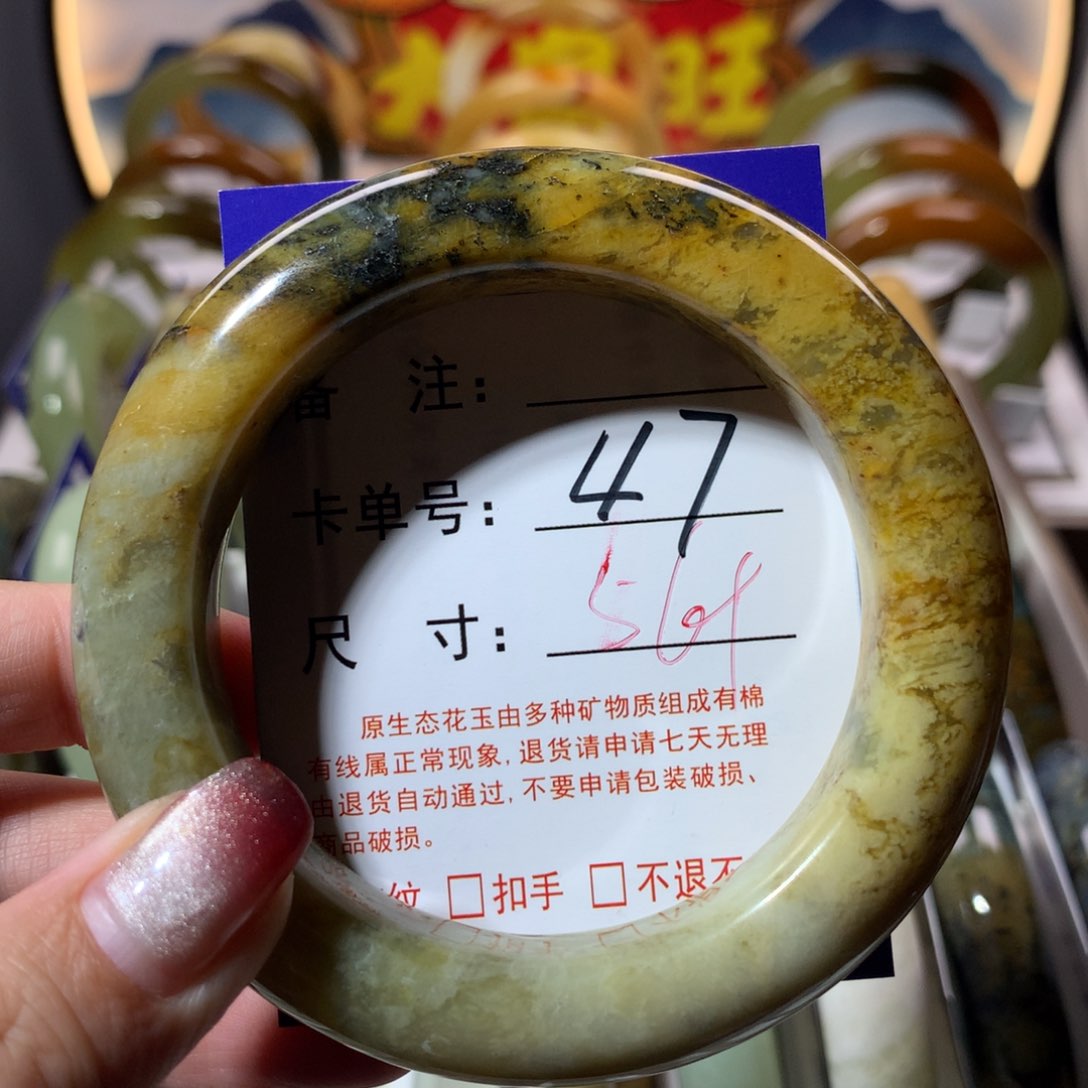 旺
备 注：
卡单号： 47
尺 寸： 56
原生态花玉由多种矿物质组成有棉
有线属正常现象, 退货请申请七天无理
由退货自动通过, 不要申请包装破损、
商品破损。
纹 □扣手 □不退不